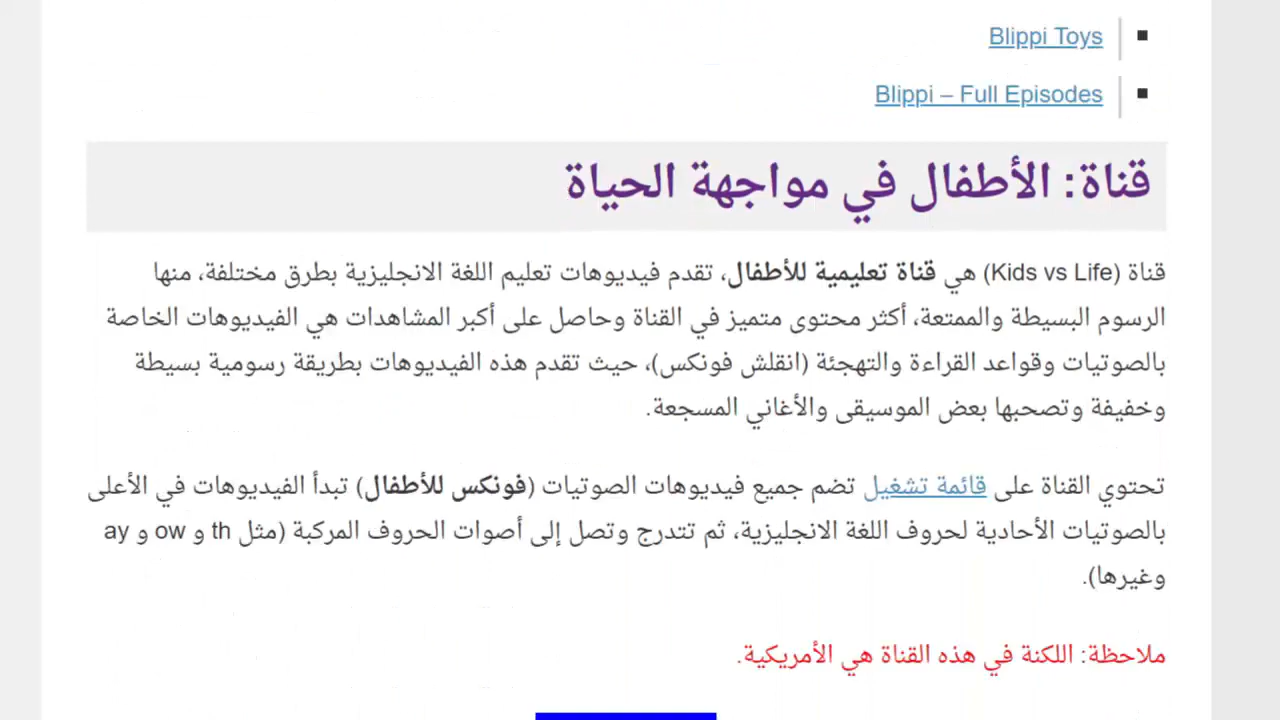 Blippi Toys
Blippi – Full Episodes
قناة: الأطفال في مواجهة الحياة
قناة (Kids vs Life) هي قناة تعليمية للأطفال، تقدم فيديوهات تعليم اللغة الانجليزية بطرق مختلفة، منها
الرسوم البسيطة والممتعة، أكثر محتوى متميز في القناة وحاصل على أكبر المشاهدات هي الفيديوهات الخاصة
بالصوتيات وقواعد القراءة والتهجئة (انقلش فونكس)، حيث تقدم هذه الفيديوهات بطريقة رسومية بسيطة
وخفيفة وتصحبها بعض الموسيقى والأغاني المسجعة.
تحتوي القناة على قائمة تشغيل تضم جميع فيديوهات الصوتيات (فونكس للأطفال) تبدأ الفيديوهات في الأعلى
بالصوتيات الأحادية لحروف اللغة الانجليزية، ثم تتدرج وتصل إلى أصوات الحروف المركبة (مثل th و ow و ay
وغيرها).
ملاحظة: اللكنة في هذه القناة هي الأمريكية.